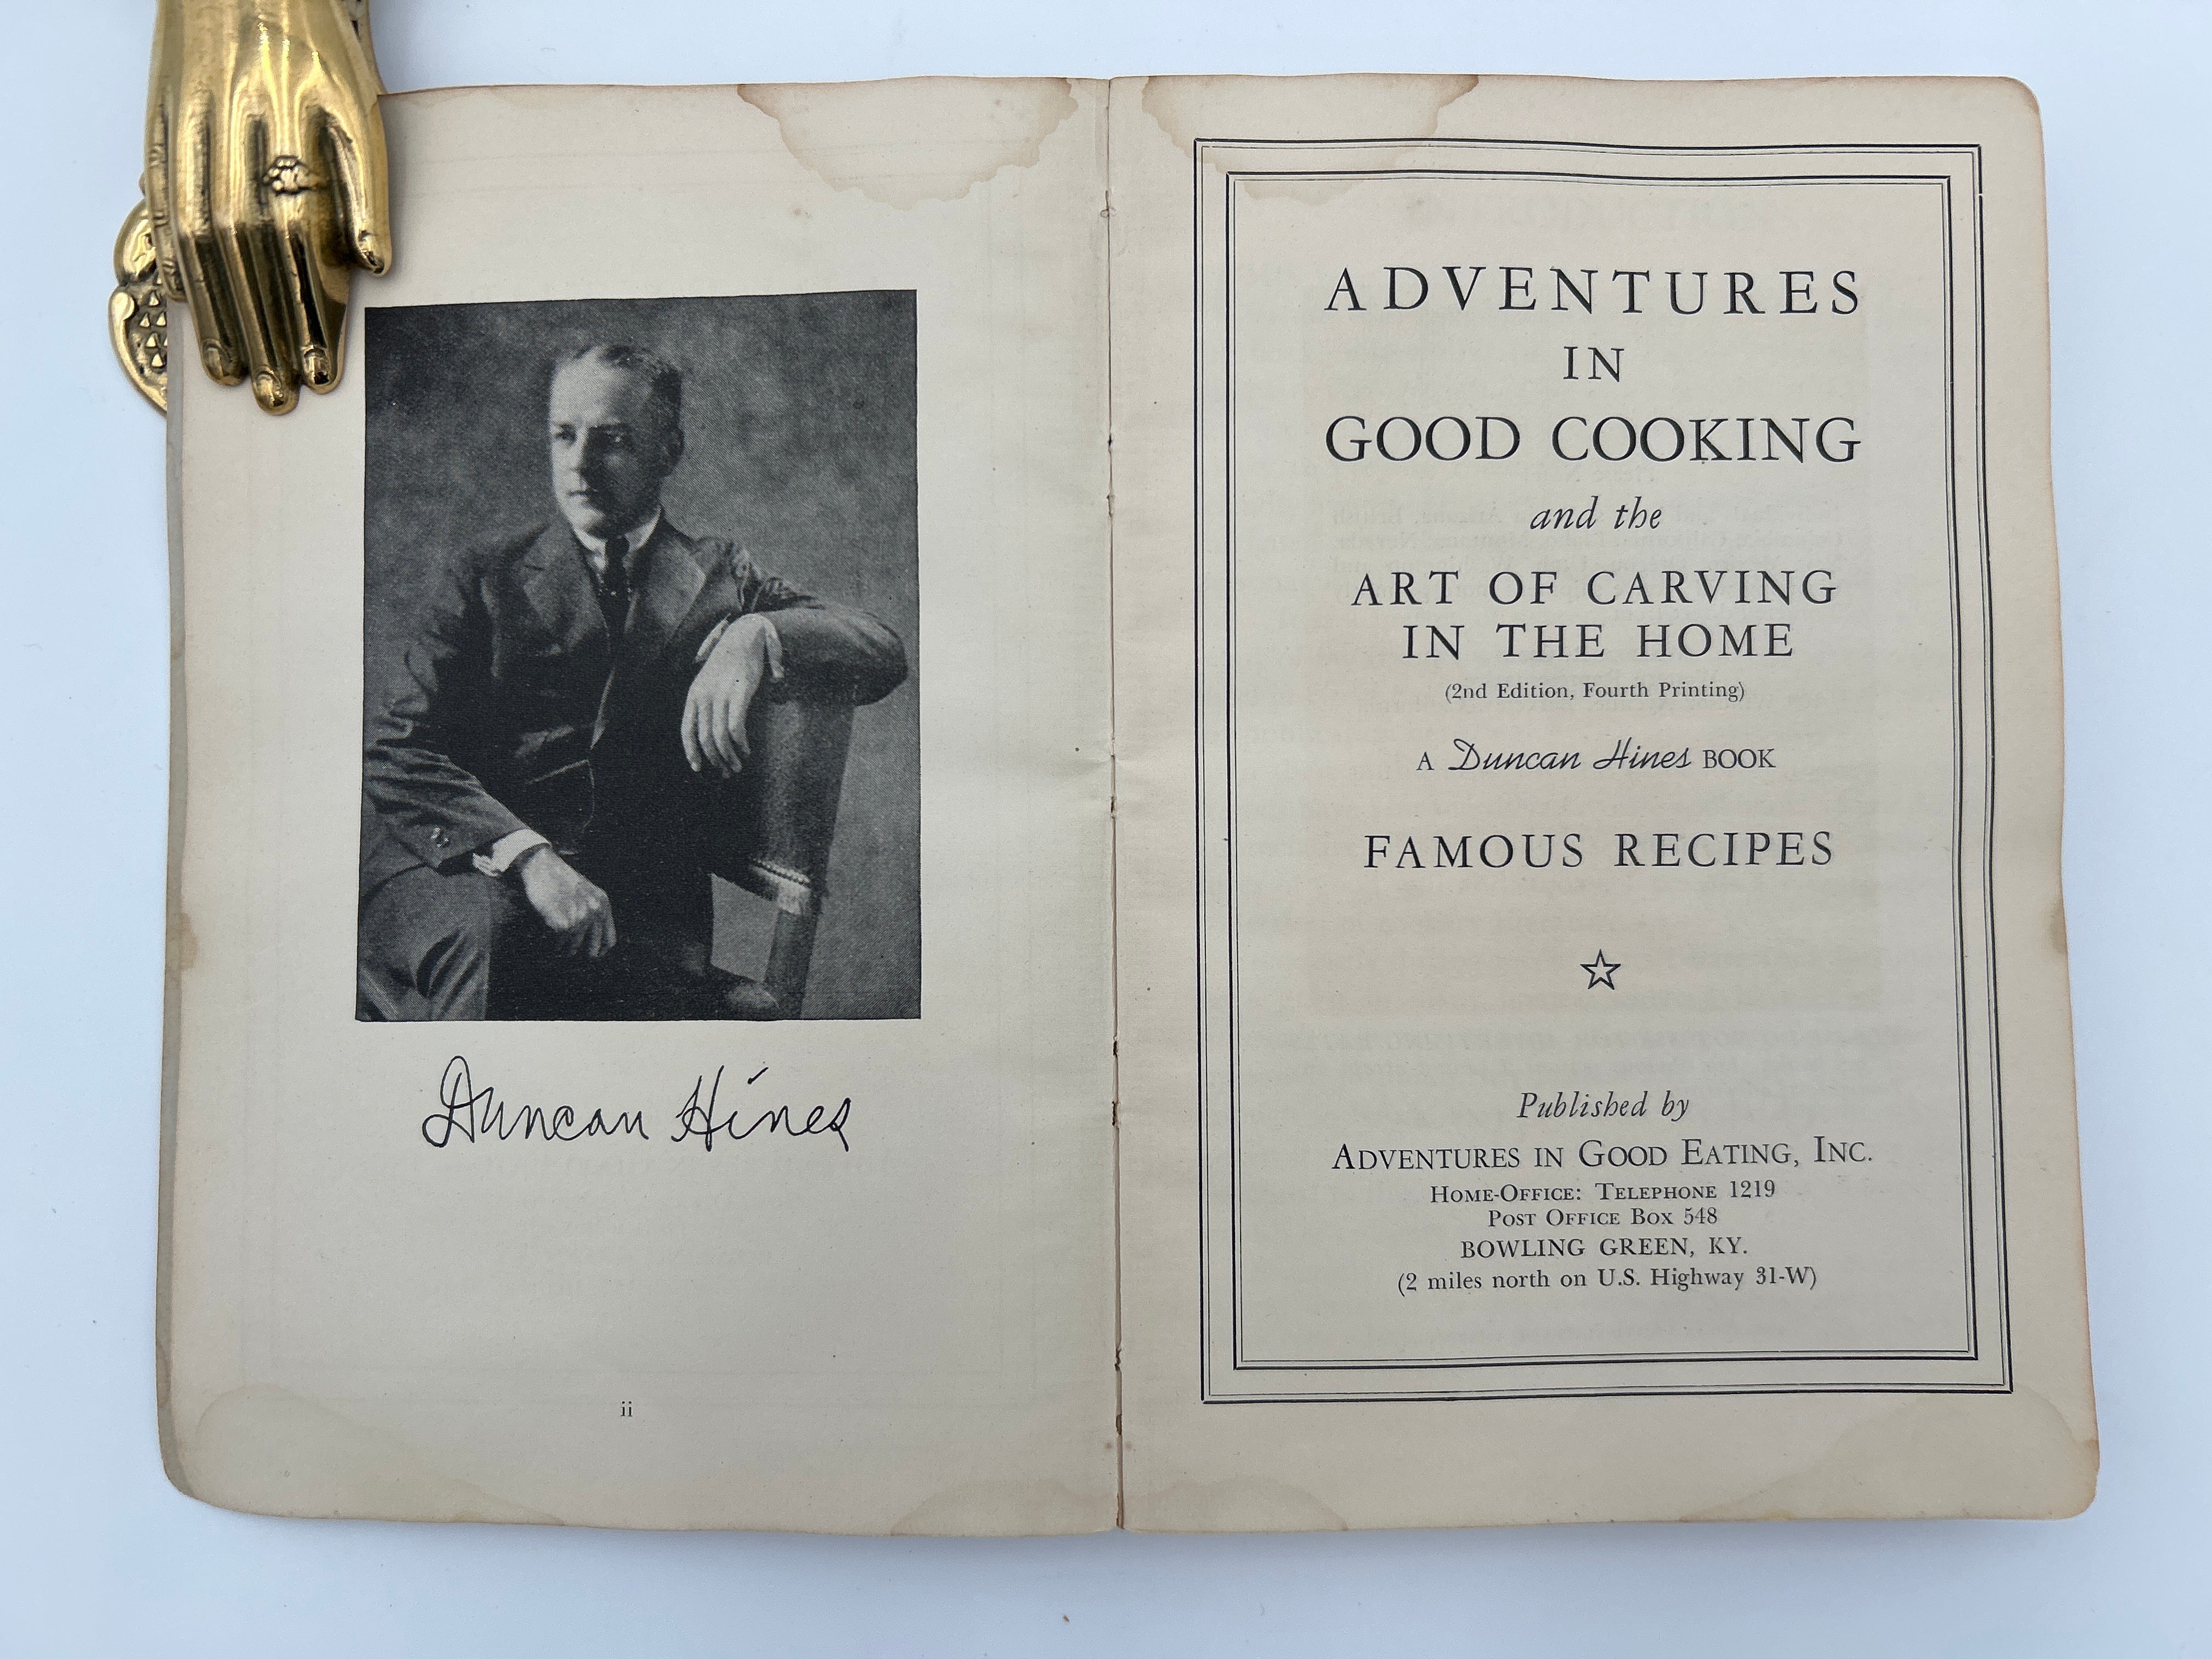 Duncan Hines
ii
ADVENTURES
IN
GOOD COOKING
and the
ART OF CARVING
IN THE HOME
(2nd Edition, Fourth Printing)
A Duncan Hines BOOK
FAMOUS RECIPES
Published by
ADVENTURES IN GOOD EATING, INC.
HOME-OFFICE: TELEPHONE 1219
POST OFFICE BOX 548
BOWLING GREEN, KY.
(2 miles north on U.S. Highway 31-W)